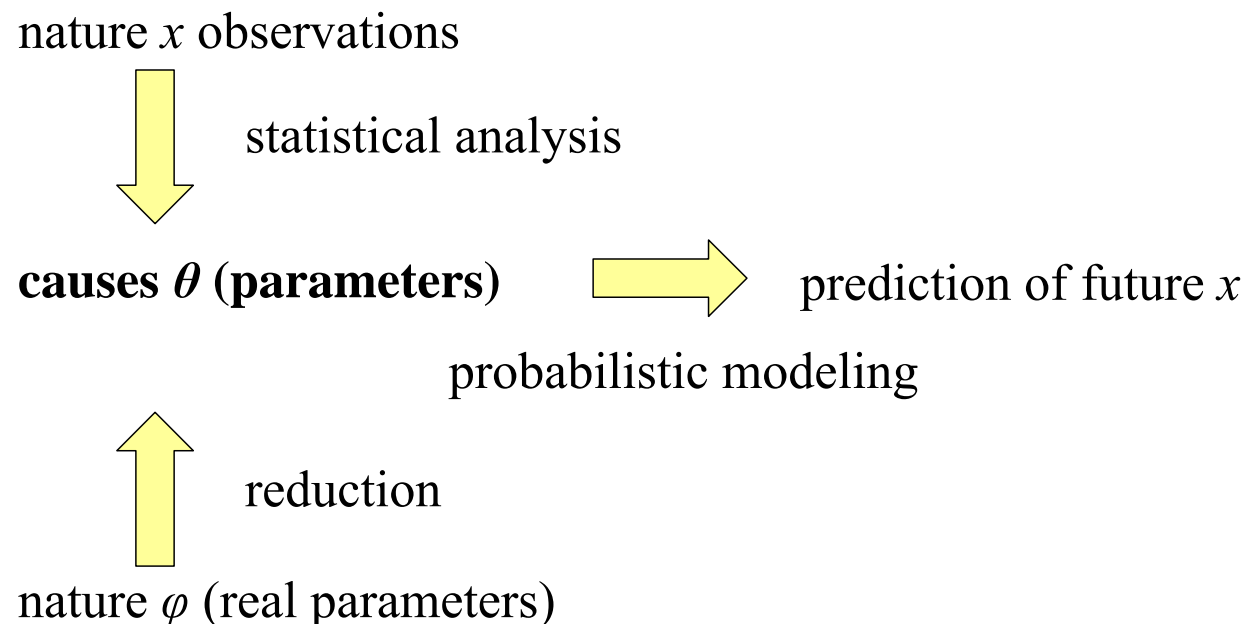 nature x observations
statistical analysis
causes θ (parameters)
prediction of future x
probabilistic modeling
reduction
nature φ (real parameters)